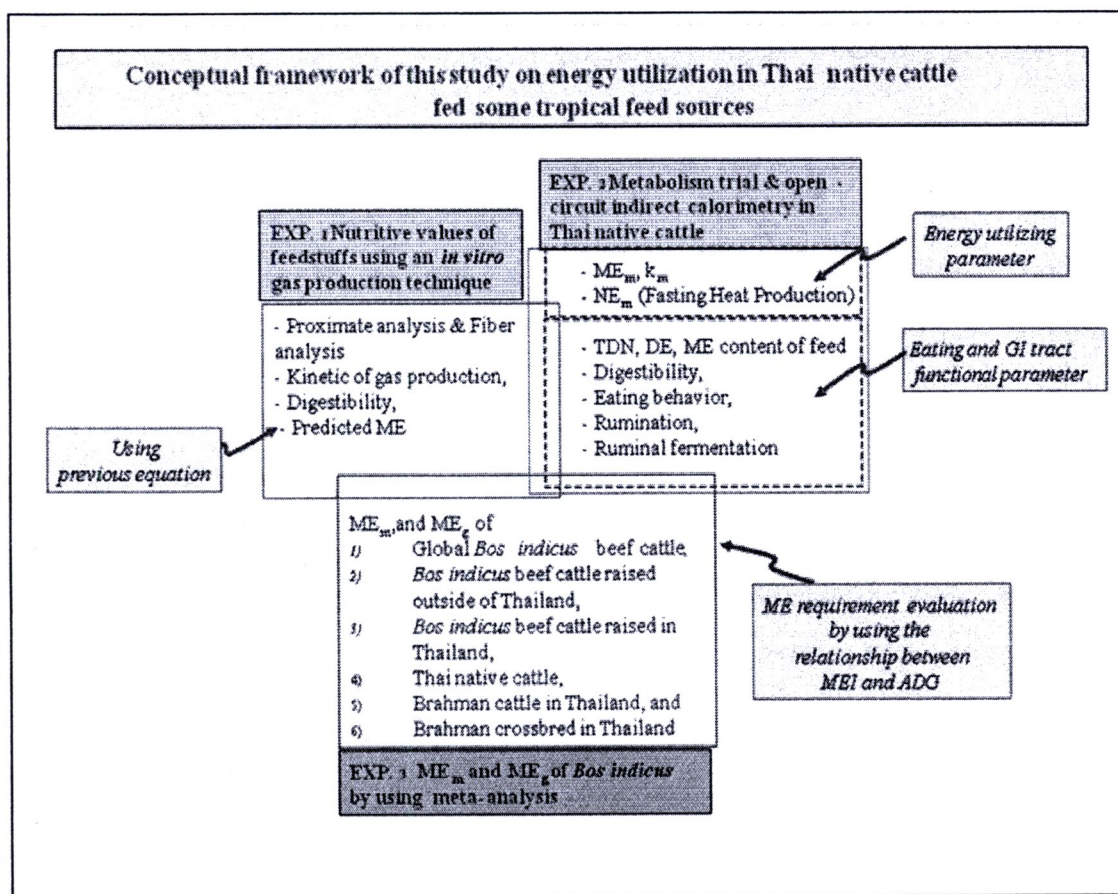 Conceptual framework of this study on energy utilization in Thai native cattle
fed some tropical feed sources
EXP. 1 Nutritive values of
feedstuffs using an in vitro
gas production technique
- Proximate analysis & Fiber
analysis
- Kinetic of gas production,
- Digestibility,
- Predicted ME
Using
previous equation
EXP. 2 Metabolism trial & open -
circuit indirect calorimetry in
Thai native cattle
- MEm, km
- NEm (Fasting Heat Production)
- TDN, DE, ME content of feed
- Digestibility,
- Eating behavior,
- Rumination,
- Ruminal fermentation
Energy utilizing
parameter
Eating and GI tract
functional parameter
MEm, and MEg of
1) Global Bos indicus beef cattle,
2) Bos indicus beef cattle raised
outside of Thailand,
3) Bos indicus beef cattle raised in
Thailand,
4) Thai native cattle,
5) Brahman cattle in Thailand, and
6) Brahman crossbred in Thailand
EXP. 3 MEm and MEg of Bos indicus
by using meta-analysis
ME requirement evaluation
by using the
relationship between
MEI and ADG